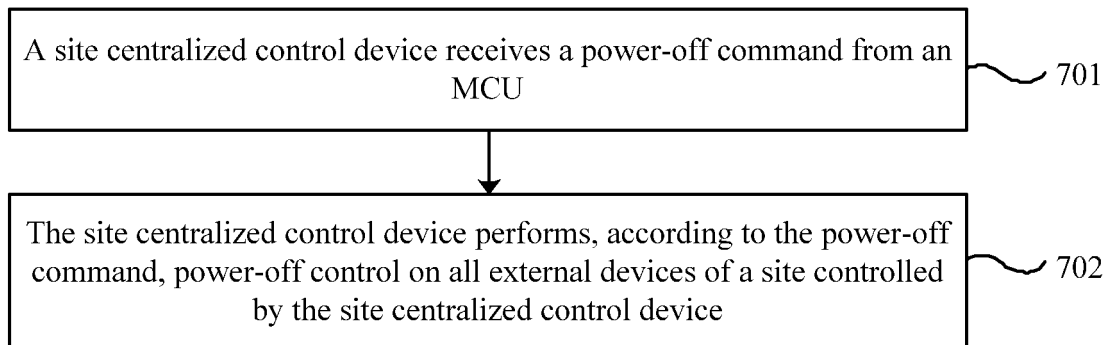 A site centralized control device receives a power-off command from an
MCU
701
The site centralized control device performs, according to the power-off
command, power-off control on all external devices of a site controlled
by the site centralized control device
702